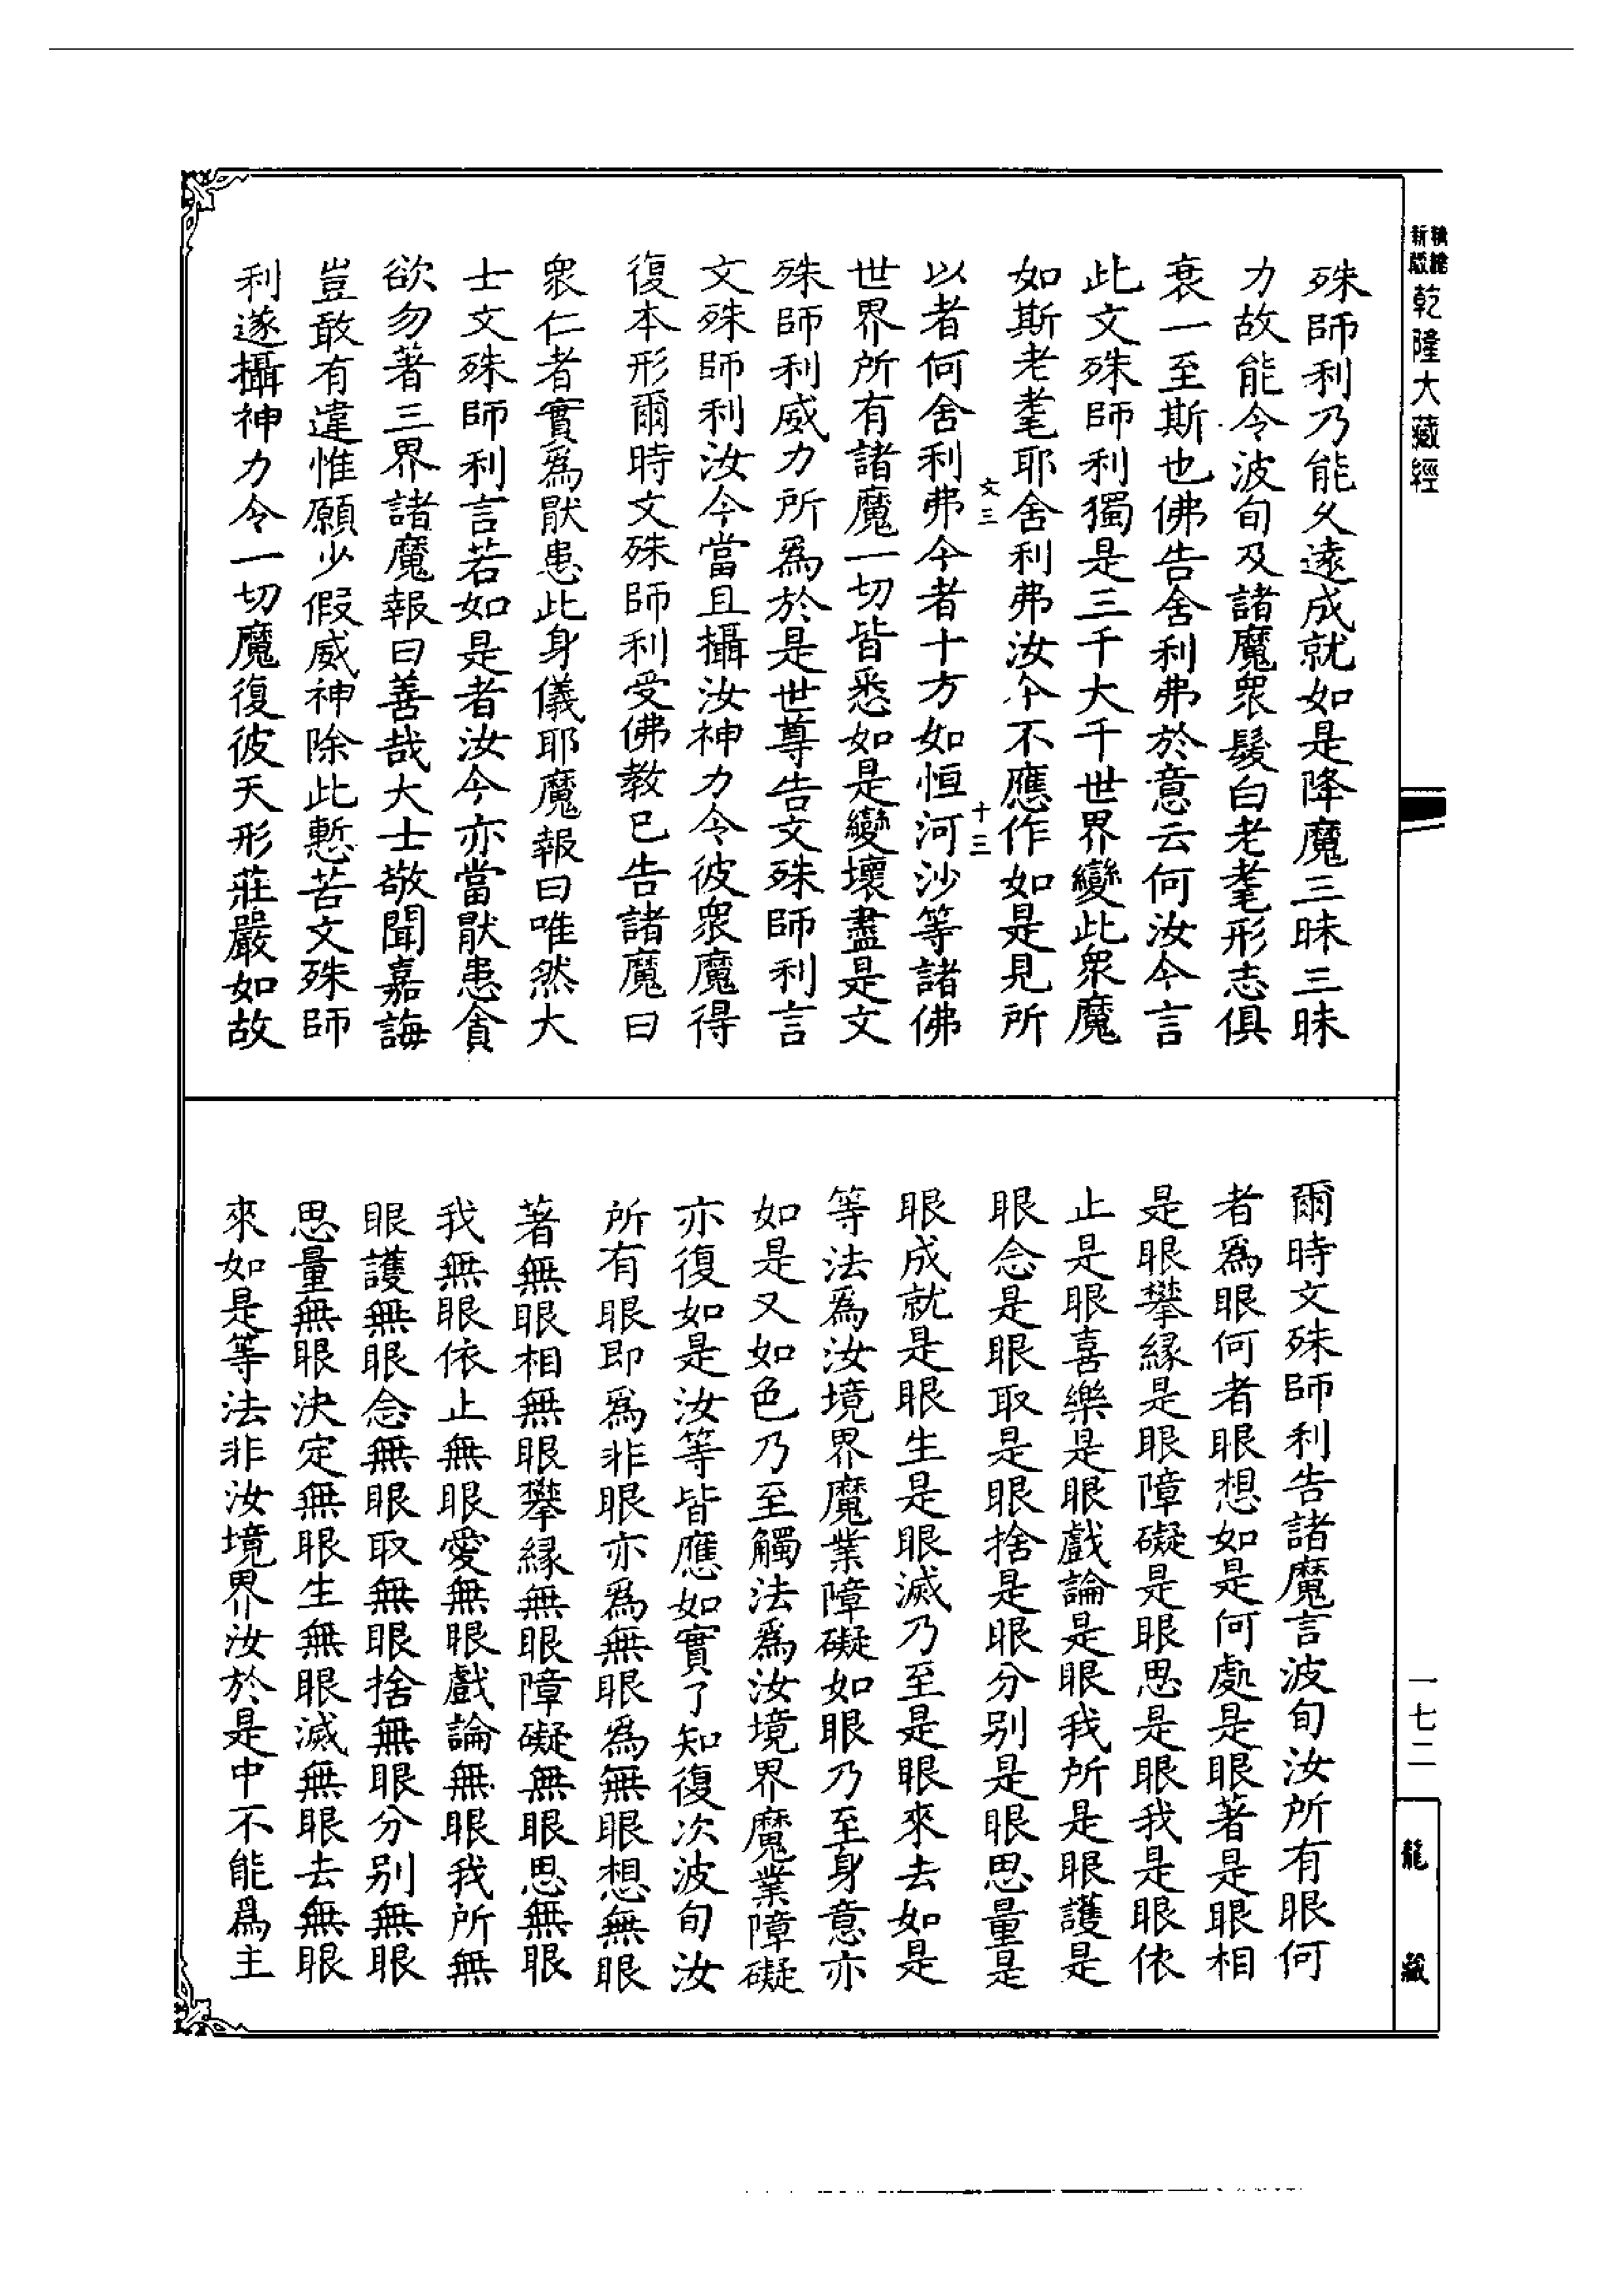 乾隆大藏經
殊師利乃能久遠成就如是降魔三昧三昧
力故能令波旬及諸魔衆髮白老耄形志俱
衰一至斯也佛告舍利弗於意云何汝今言
此文殊師利獨是三千大千世界變此衆魔
如斯老耄耶舍利弗汝今不應作如是見所
文三
十三
以者何舍利弗今者十方如恒河沙等諸佛
世界所有諸魔一切皆悉如是變壞盡是文
殊師利威力所爲於是世尊告文殊師利言
文殊師利汝今當且攝汝神力令彼衆魔得
復本形爾時文殊師利受佛教已告諸魔曰
衆仁者實爲猒患此身儀耶魔報曰唯然大
士文殊師利言若如是者汝今亦當猒患貪
欲勿著三界諸魔報曰善哉大士敬聞嘉誨
豈敢有違惟願少假威神除此慙苦文殊師
利遂攝神力令一切魔復彼天形莊嚴如故
爾時文殊師利告諸魔言波旬汝所有眼何
者爲眼何者眼想如是何處是眼著是眼相
是眼攀緣是眼障礙是眼思是眼我是眼依
止是眼喜樂是眼戲論是眼我所是眼護是
眼念是眼取是眼捨是眼分别是眼思量是
眼成就是眼生是眼滅乃至是眼來去如是
等法爲汝境界魔業障礙如眼乃至身意亦
如是又如色乃至觸法爲汝境界魔業障礙
亦復如是汝等皆應如實了知復次波旬汝
所有眼即爲非眼亦爲無眼爲無眼想無眼
著無眼相無眼攀緣無眼障礙無眼思無眼
我無眼依止無眼愛無眼戲論無眼我所無
眼護無眼念無眼取無眼捨無眼分别無眼
思量無眼決定無眼生無眼滅無眼去無眼
來如是等法非汝境界汝於是中不能爲主
一七二
龍藏